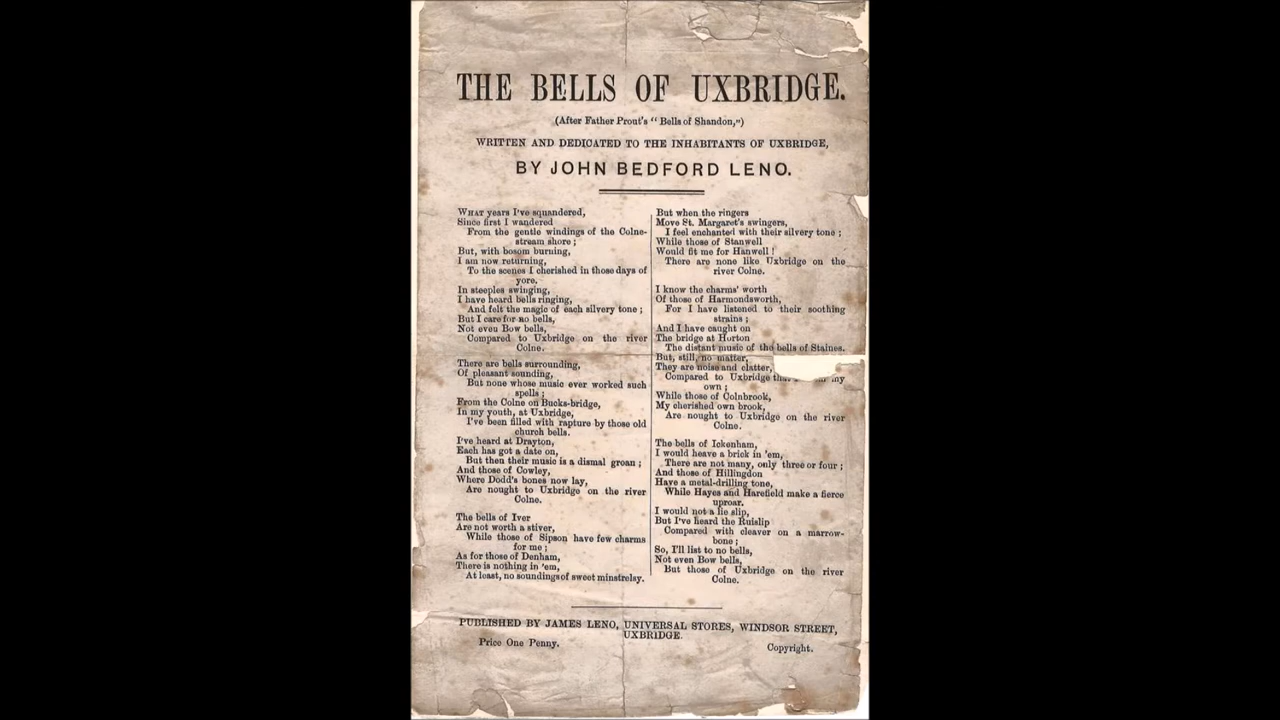 THE BELLS OF UXBRIDGE.
(After Father Prout's "Bells of Shandon,")
WRITTEN AND DEDICATED TO THE INHABITANTS OF UXBRIDGE,
BY JOHN BEDFORD LENO.
WHAT years I've squandered,
Since first I wandered
From the gentle windings of the Colne-
stream shore;
But, with bosom burning,
I am now returning,
To the scenes I cherished in those days of
yore.
In steeples swinging,
I have heard bells ringing,
And felt the magic of each silvery tone;
But I care for no bells,
Not even Bow bells,
Compared to Uxbridge on the river
Colne.
There are bells surrounding,
Of pleasant sounding,
But none whose music ever worked such
spells;
From the Colne on Bucks-bridge,
In my youth, at Uxbridge,
I've been filled with rapture by those old
church bells.
I've heard at Drayton,
Each has got a date on,
But then their music is a dismal groan;
And those of Cowley,
Where Dodd's bones now lay,
Are nought to Uxbridge on the river
Colne.
The bells of Iver
Are not worth a stiver,
While those of Sipson have few charms
for me;
As for those of Denham,
There is nothing in 'em,
At least, no soundings of sweet minstrelsy.
But when the ringers
Move St. Margaret's swingers,
I feel enchanted with their silvery tone;
While those of Stanwell
Would fit me for Hanwell!
There are none like Uxbridge on the
river Colne.
I know the charms' worth
Of those of Harmondsworth,
For I have listened to their soothing
strains;
And I have caught on
The bridge at Horton
The distant music of the bells of Staines.
But, still, no matter,
They are noise and clatter,
Compared to Uxbridge my
own;
While those of Colnbrook,
My cherished own brook,
Are nought to Uxbridge on the river
Colne.
The bells of Ickenham,
I would heave a brick in 'em,
There are not many, only three or four;
And those of Hillingdon
Have a metal-drilling tone,
While Hayes and Harefield make a fierce
uproar.
I would not a lie slip,
But I've heard the Ruislip
Compared with cleaver on a marrow-
bone;
So, I'll list to no bells,
Not even Bow bells,
But those of Uxbridge on the river
Colne.
PUBLISHED BY JAMES LENO, UNIVERSAL STORES, WINDSOR STREET,
UXBRIDGE.
Price One Penny.
Copyright.